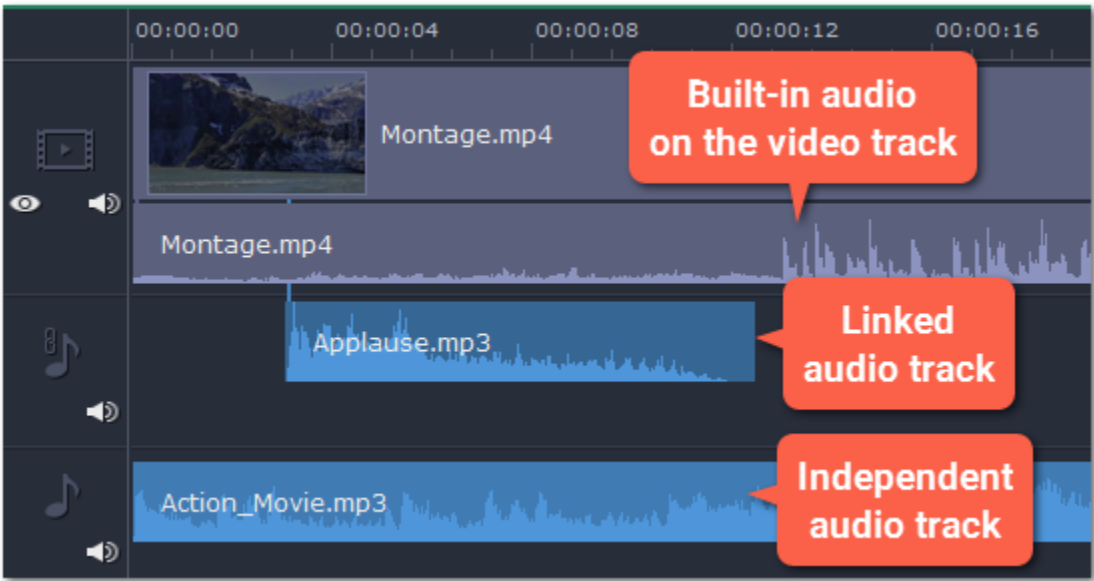 00:00:00 00:00:04 00:00:08 00:00:12 00:00:16
Built-in audio
on the video track
Montage.mp4
Montage.mp4
Applause.mp3
Linked
audio track
Action_Movie.mp3
Independent
audio track